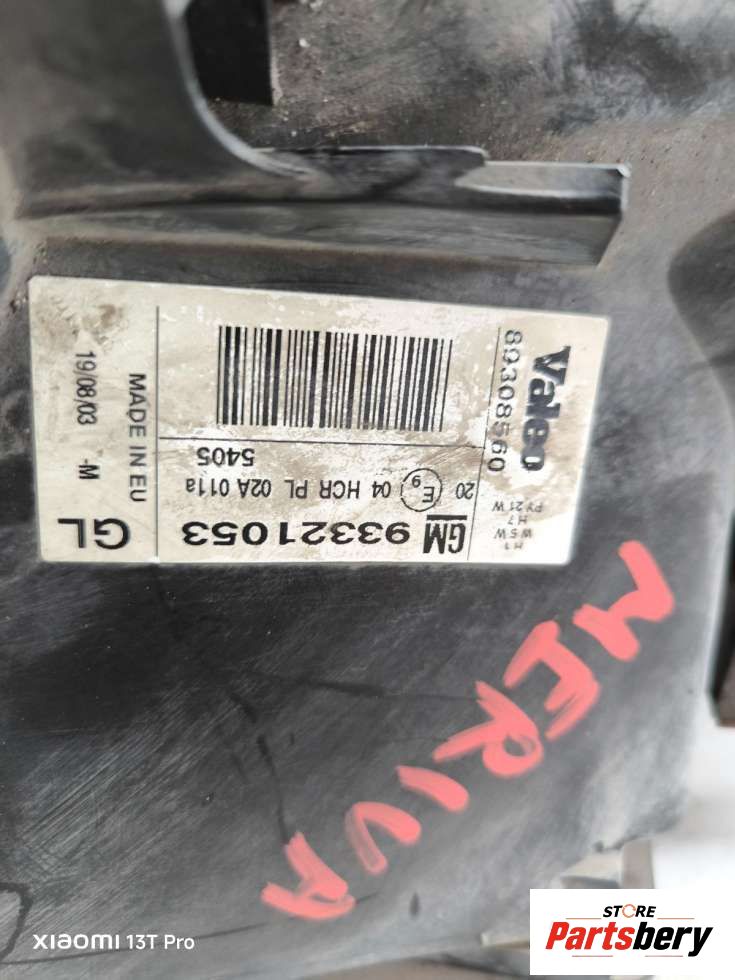 Valeo
89308560
H1
W5W
H7
PY21W
GM 93321053
20 E9 04 HCR PL 02A 011a
5405
GL
MADE IN EU
19/08/03 -M
MERIVA
XIAOMI 13T Pro
STORE
Partsbery